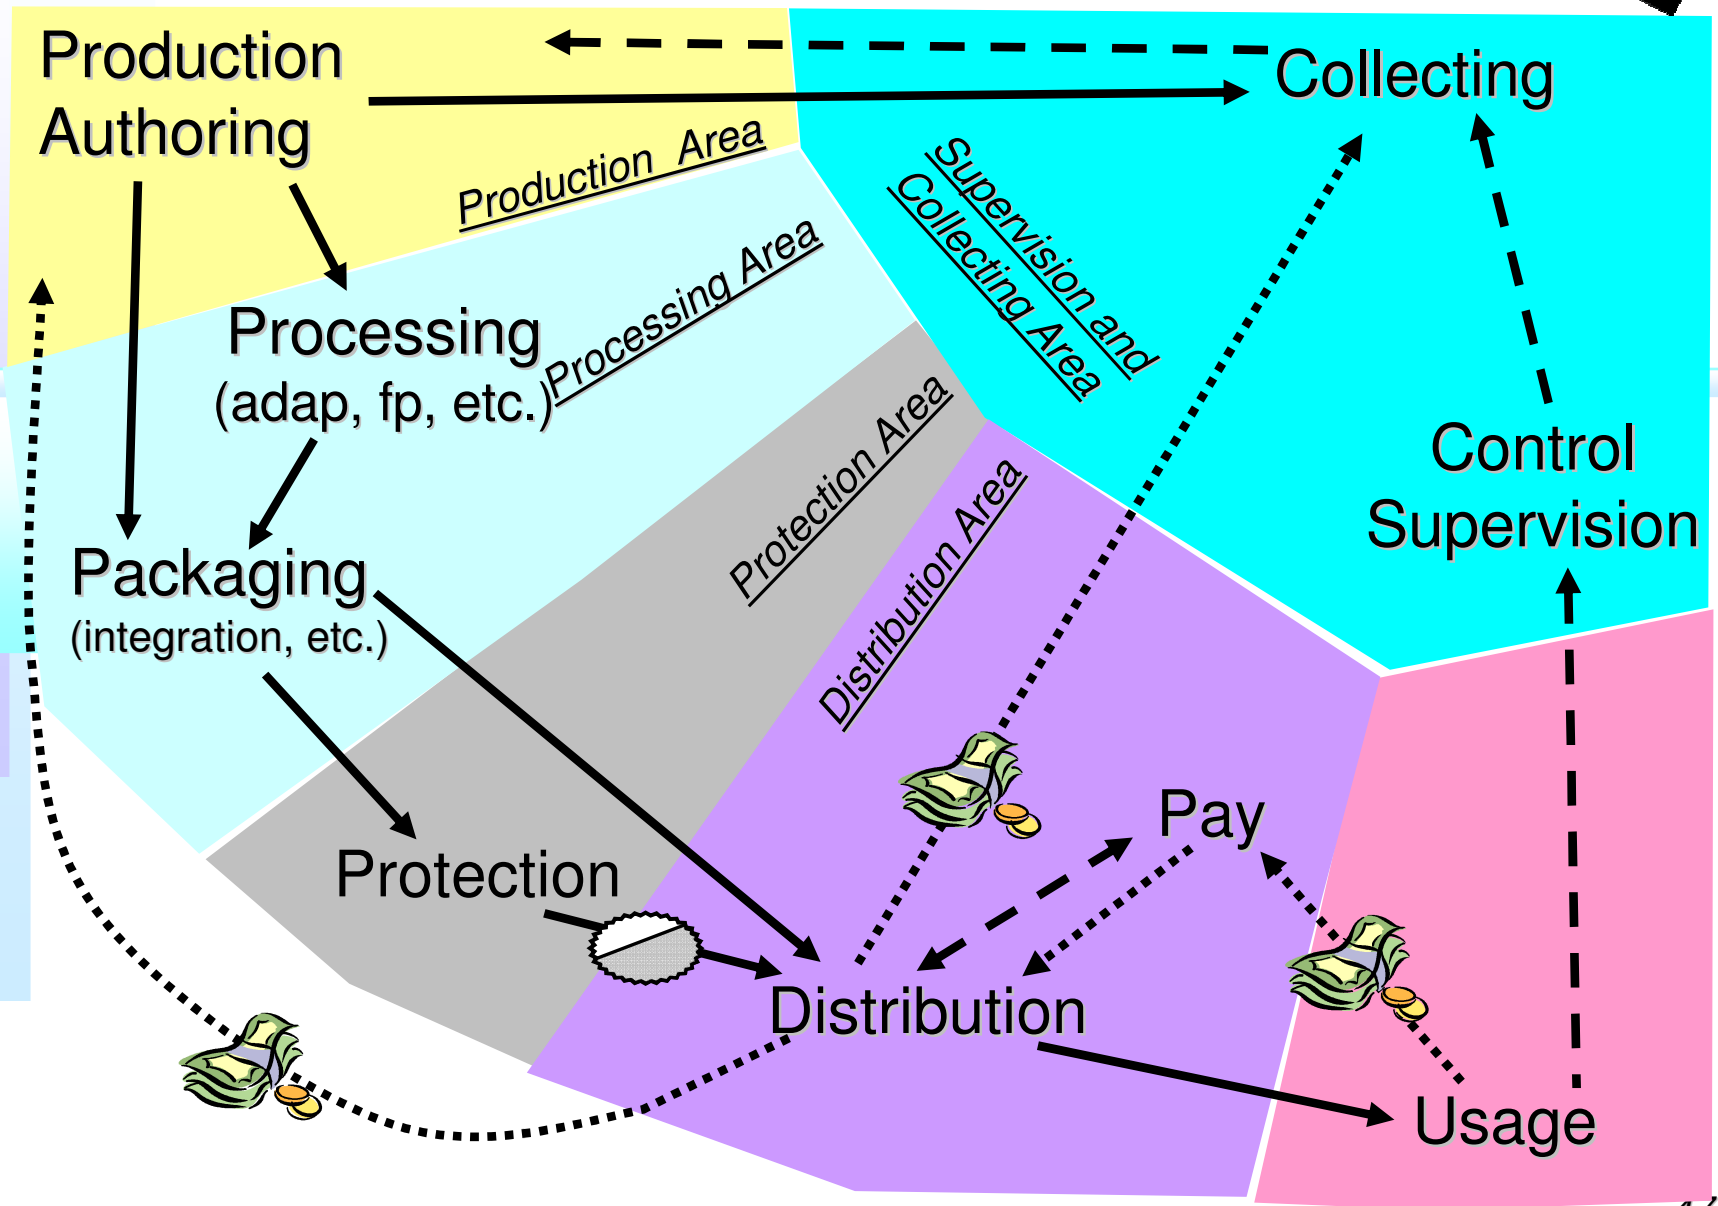 Production
Authoring
Collecting
Production Area
Supervision and
Collecting Area
Processing Area
Processing
(adap, fp, etc.)
Protection Area
Control
Supervision
Distribution Area
Packaging
(integration, etc.)
Pay
Protection
Distribution
Usage